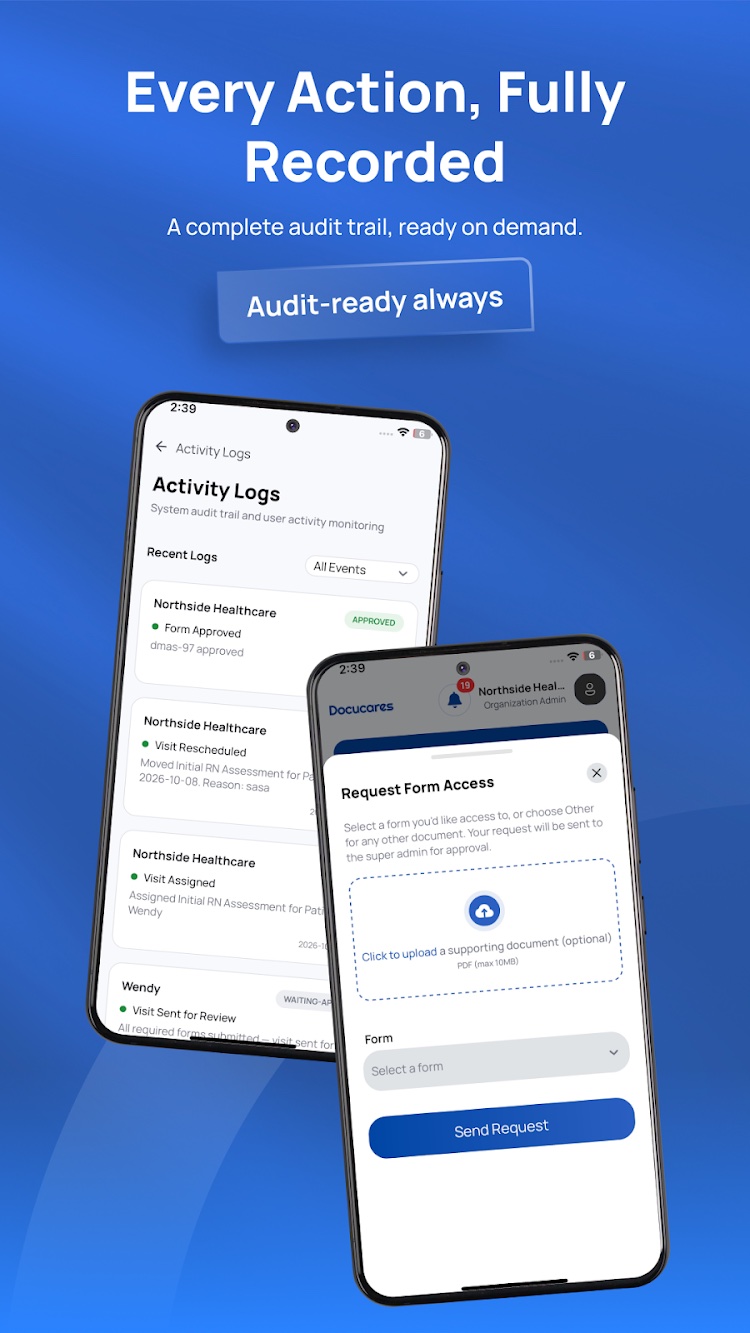 Every Action, Fully
Recorded
A complete audit trail, ready on demand.
Audit-ready always
2:39
6
Activity Logs
Activity Logs
System audit trail and user activity monitoring
Recent Logs
All Events
Northside Healthcare
APPROVED
Form Approved
dmas-97 approved
Northside Healthcare
Visit Rescheduled
Moved Initial RN Assessment for
2026-10-08. Reason: sasa
Northside Healthcare
Visit Assigned
Assigned Initial RN Assessment for
Wendy
Wendy
Visit Sent for Review
All required forms submitted — visit sent for
2:39
6
Docucares
19
Northside Heal...
Organization Admin
Request Form Access
Select a form you'd like access to, or choose Other
for any other document. Your request will be sent to
the super admin for approval.
Click to upload a supporting document (optional)
PDF (max 10MB)
Form
Select a form
Send Request